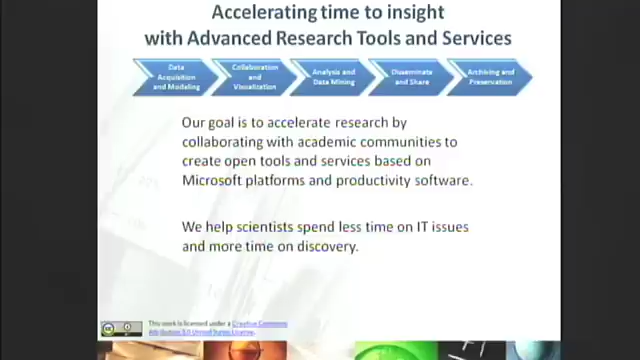 Accelerating time to insight
with Advanced Research Tools and Services
Data
Acquisition
and Modeling
Collaboration
and
Visualization
Analysis and
Data Mining
Disseminate
and Share
Archiving and
Preservation
Our goal is to accelerate research by
collaborating with academic communities to
create open tools and services based on
Microsoft platforms and productivity software.
We help scientists spend less time on IT issues
and more time on discovery.
This work is licensed under a Creative Commons
Attribution 3.0 United States License.